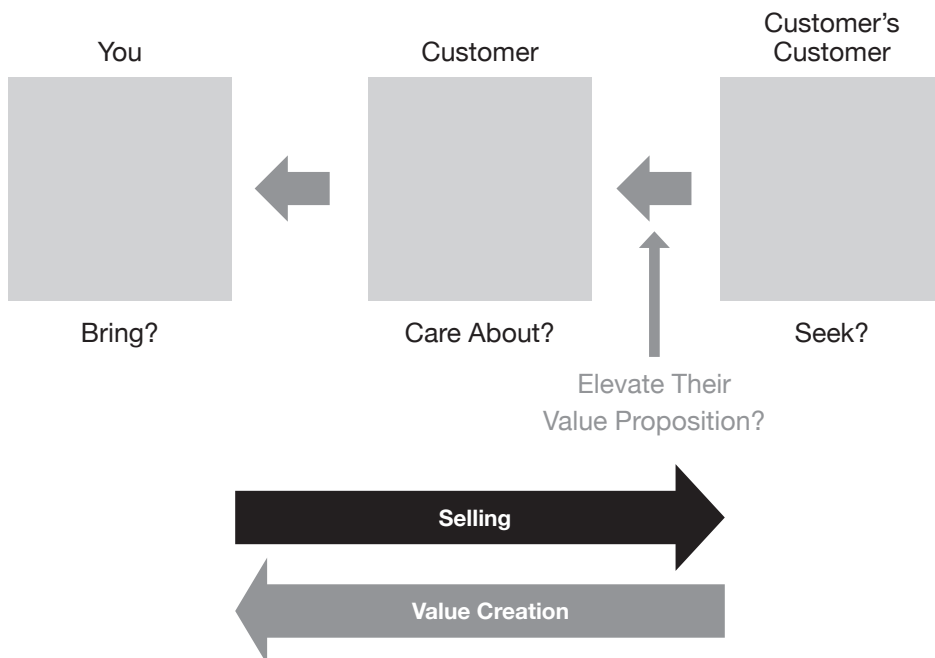 You
Customer
Customer’s
Customer
Bring?
Care About?
Seek?
Elevate Their
Value Proposition?
Selling
Value Creation